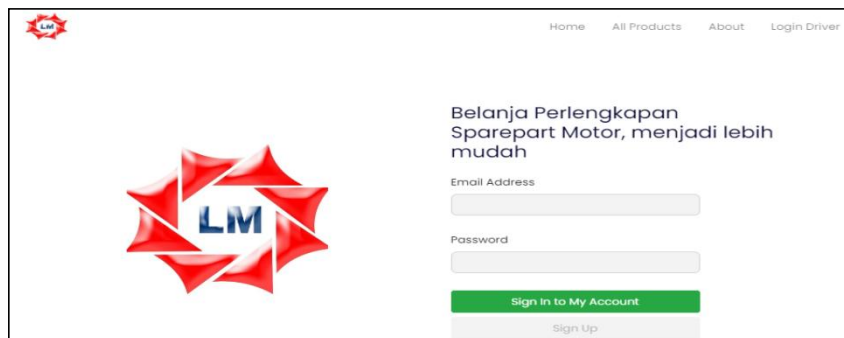 LM
Home All Products About Login Driver
Belanja Perlengkapan
Sparepart Motor, menjadi lebih
mudah
Email Address
LM
Password
Sign In to My Account
Sign Up